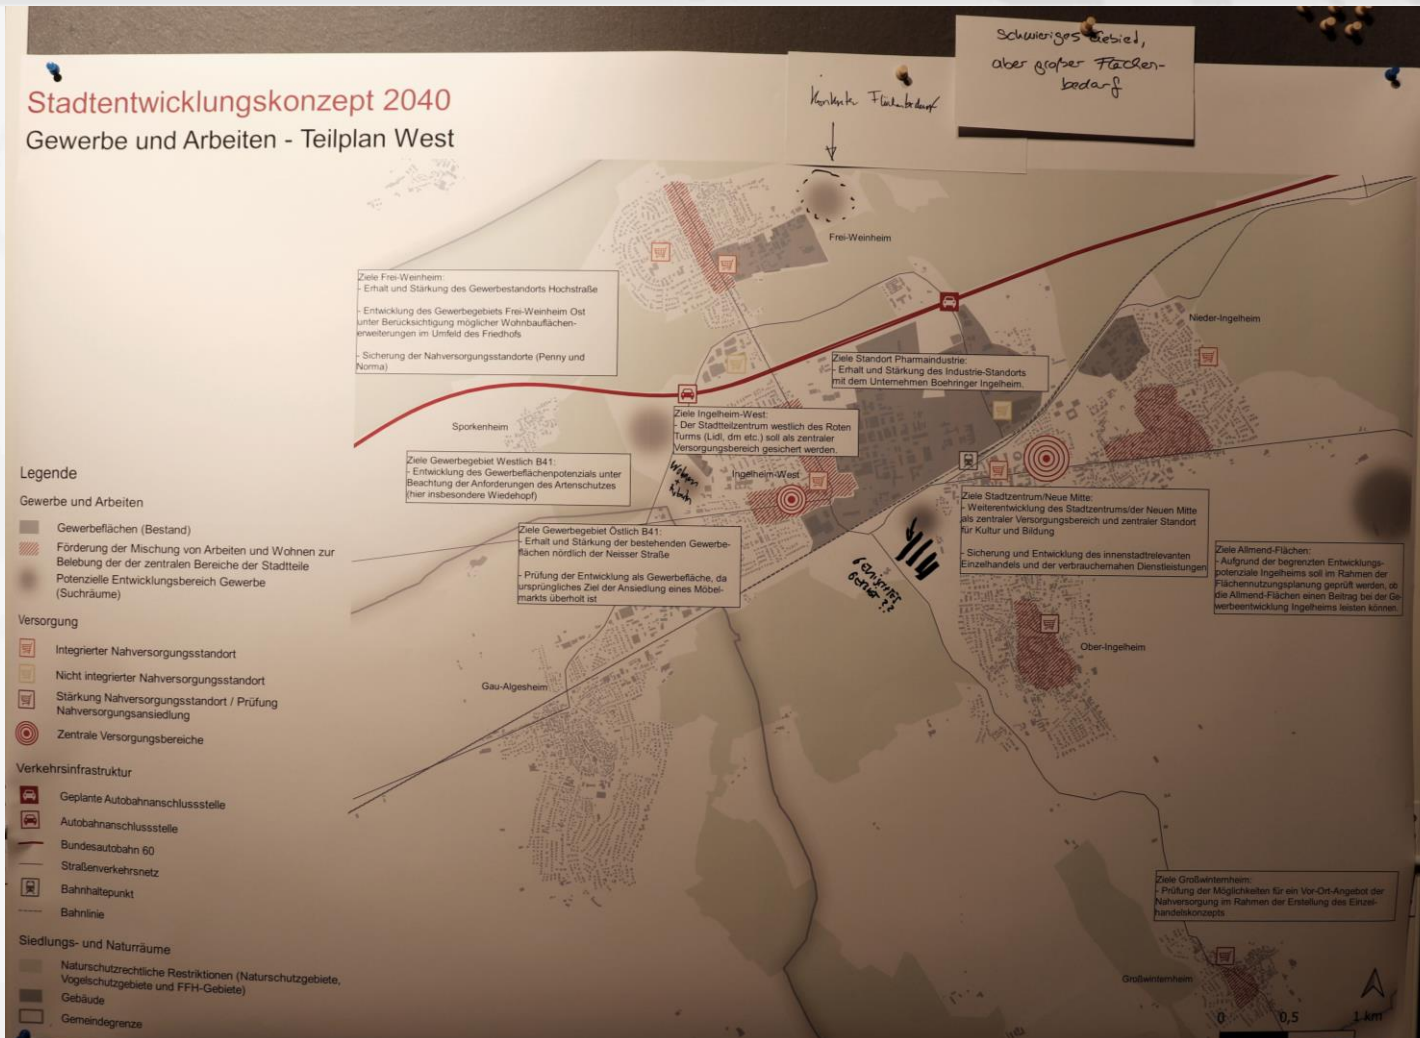 Schwieriges Gebiet,
aber großer Flächen-
bedarf
Konkreter Flächenbedarf
Stadtentwicklungskonzept 2040
Gewerbe und Arbeiten - Teilplan West
Frei-Weinheim
Nieder-Ingelheim
Ziele Frei-Weinheim:
- Erhalt und Stärkung des Gewerbestandorts Hochstraße
- Entwicklung des Gewerbegebiets Frei-Weinheim Ost
unter Berücksichtigung möglicher Wohnbauflächen-
erweiterungen im Umfeld des Friedhofs
- Sicherung der Nahversorgungsstandorte (Penny und
Norma)
Ziele Standort Pharmaindustrie:
- Erhalt und Stärkung des Industrie-Standorts
mit dem Unternehmen Boehringer Ingelheim.
Sporkenheim
Ziele Ingelheim-West:
- Der Stadtteilzentrum westlich des Roten
Turms (Lidl, dm etc.) soll als zentraler
Versorgungsbereich gesichert werden.
Ziele Gewerbegebiet Westlich B41:
- Entwicklung des Gewerbeflächenpotenzials unter
Beachtung der Anforderungen des Artenschutzes
(hier insbesondere Wiedehopf)
Ingelheim-West
Ziele Stadtzentrum/Neue Mitte:
- Weiterentwicklung des Stadtzentrums/der Neuen Mitte
als zentraler Versorgungsbereich und zentraler Standort
für Kultur und Bildung
- Sicherung und Entwicklung des innenstadtrelevanten
Einzelhandels und der verbrauchernahen Dienstleistungen
Ziele Gewerbegebiet Östlich B41:
- Erhalt und Stärkung der bestehenden Gewerbe-
flächen nördlich der Neisser Straße
- Prüfung der Entwicklung als Gewerbefläche, da
ursprüngliches Ziel der Ansiedlung eines Möbel-
markts überholt ist
Ziele Allmend-Flächen:
- Aufgrund der begrenzten Entwicklungs-
potenziale Ingelheims soll im Rahmen der
Flächennutzungsplanung geprüft werden, ob
die Allmend-Flächen einen Beitrag bei der Ge-
werbeentwicklung Ingelheims leisten können.
Ober-Ingelheim
Gau-Algesheim
Ziele Großwinternheim:
- Prüfung der Möglichkeiten für ein Vor-Ort-Angebot der
Nahversorgung im Rahmen der Erstellung des Einzel-
handelskonzepts
Großwinternheim
0 0,5 1 km
Legende
Gewerbe und Arbeiten
Gewerbeflächen (Bestand)
Förderung der Mischung von Arbeiten und Wohnen zur
Belebung der der zentralen Bereiche der Stadtteile
Potenzielle Entwicklungsbereich Gewerbe
(Suchräume)
Versorgung
Integrierter Nahversorgungsstandort
Nicht integrierter Nahversorgungsstandort
Stärkung Nahversorgungsstandort / Prüfung
Nahversorgungsansiedlung
Zentrale Versorgungsbereiche
Verkehrsinfrastruktur
Geplante Autobahnanschlussstelle
Autobahnanschlussstelle
Bundesautobahn 60
Straßenverkehrsnetz
Bahnhaltepunkt
Bahnlinie
Siedlungs- und Naturräume
Naturschutzrechtliche Restriktionen (Naturschutzgebiete,
Vogelschutzgebiete und FFH-Gebiete)
Gebäude
Gemeindegrenze